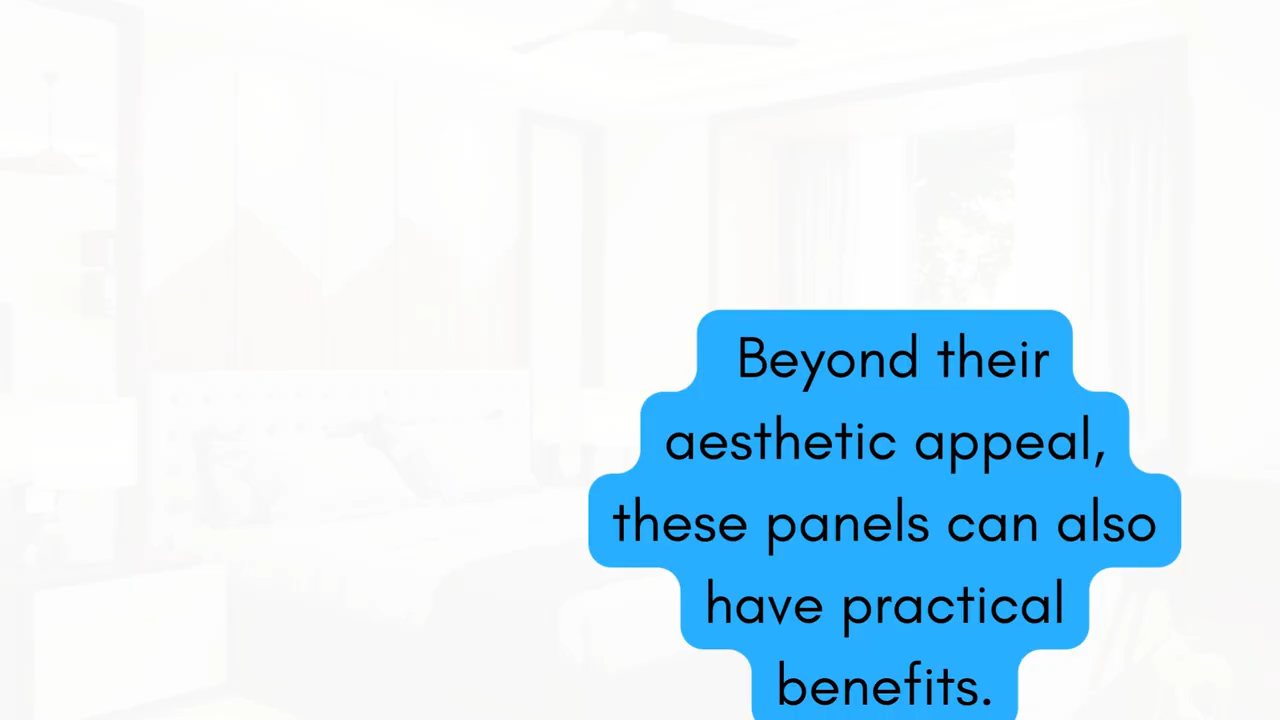 Beyond their
aesthetic appeal,
these panels can also
have practical
benefits.